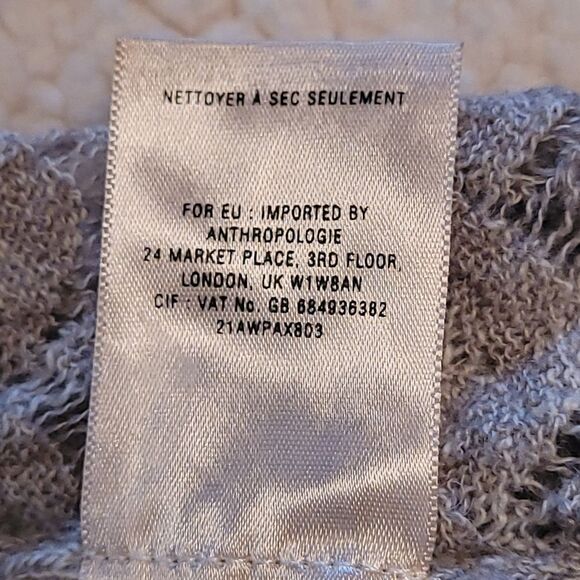 NETTOYER À SEC SEULEMENT
FOR EU : IMPORTED BY
ANTHROPOLOGIE
24 MARKET PLACE, 3RD FLOOR,
LONDON, UK W1W8AN
CIF : VAT No. GB 684936382
21AWPAX803